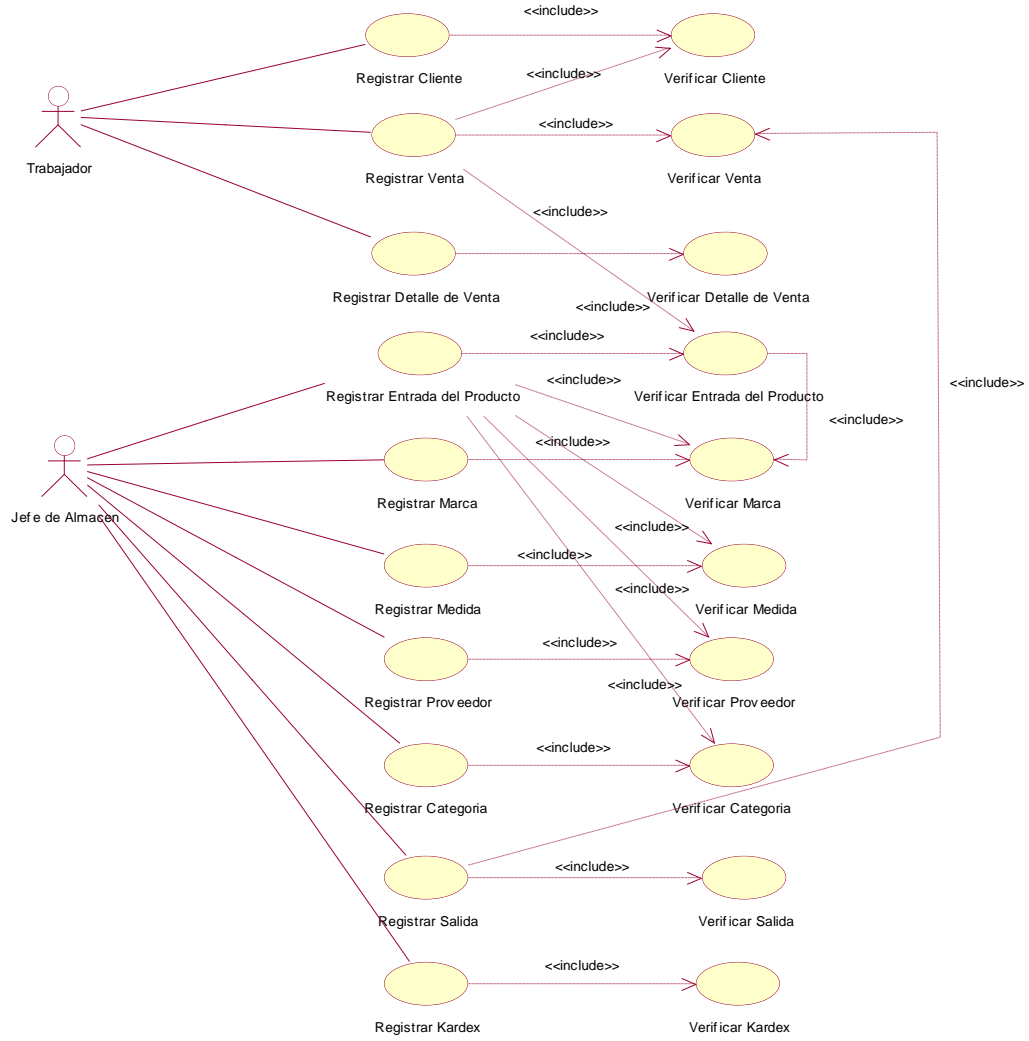 <<include>>
Registrar Cliente
Verificar Cliente
<<include>>
<<include>>
Trabajador
Registrar Venta
Verificar Venta
<<include>>
Registrar Detalle de Venta
Verificar Detalle de Venta
<<include>>
<<include>>
<<include>>
<<include>>
Registrar Entrada del Producto
Verificar Entrada del Producto
<<include>>
<<include>>
Jefe de Almacen
Registrar Marca
Verificar Marca
<<include>>
<<include>>
<<include>>
Registrar Medida
Verificar Medida
<<include>>
<<include>>
Registrar Proveedor
Verificar Proveedor
<<include>>
Registrar Categoria
Verificar Categoria
<<include>>
Registrar Salida
Verificar Salida
<<include>>
Registrar Kardex
Verificar Kardex